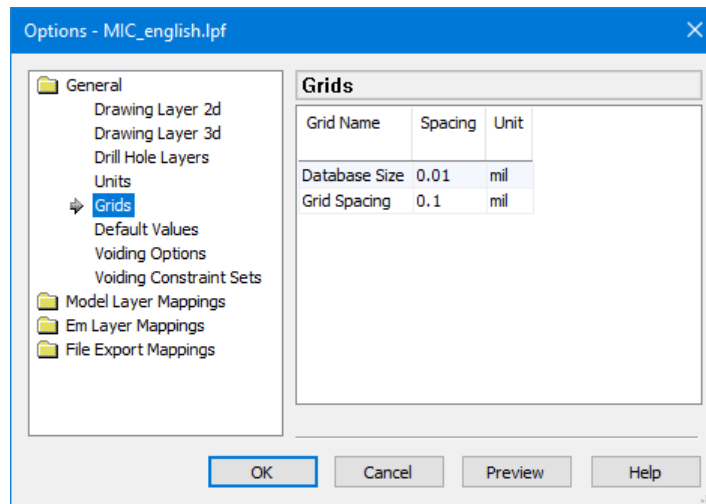 Options - MIC_english.lpf
General
Drawing Layer 2d
Drawing Layer 3d
Drill Hole Layers
Units
Grids
Default Values
Voiding Options
Voiding Constraint Sets
Model Layer Mappings
Em Layer Mappings
File Export Mappings
Grids
Grid Name Spacing Unit
Database Size 0.01 mil
Grid Spacing 0.1 mil
OK Cancel Preview Help